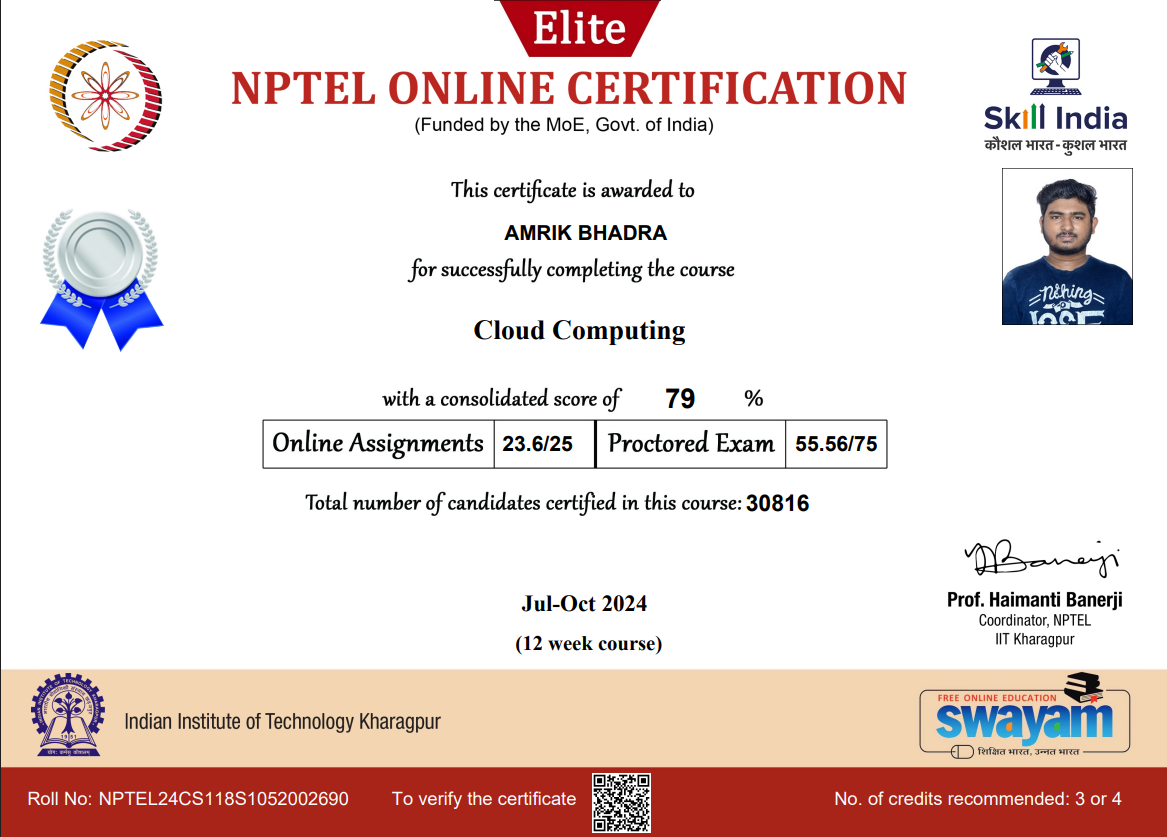 Elite
NPTEL ONLINE CERTIFICATION
(Funded by the MoE, Govt. of India)
Skill India
कौशल भारत - कुशल भारत
This certificate is awarded to
AMRIK BHADRA
for successfully completing the course
Cloud Computing
with a consolidated score of 79 %
Online Assignments 23.6/25 Proctored Exam 55.56/75
Total number of candidates certified in this course: 30816
Nothing
Jul-Oct 2024
(12 week course)
Prof. Haimanti Banerji
Coordinator, NPTEL
IIT Kharagpur
Indian Institute of Technology Kharagpur
1951
FREE ONLINE EDUCATION
swayam
शिक्षित भारत, उन्नत भारत
Roll No: NPTEL24CS118S1052002690
To verify the certificate
No. of credits recommended: 3 or 4